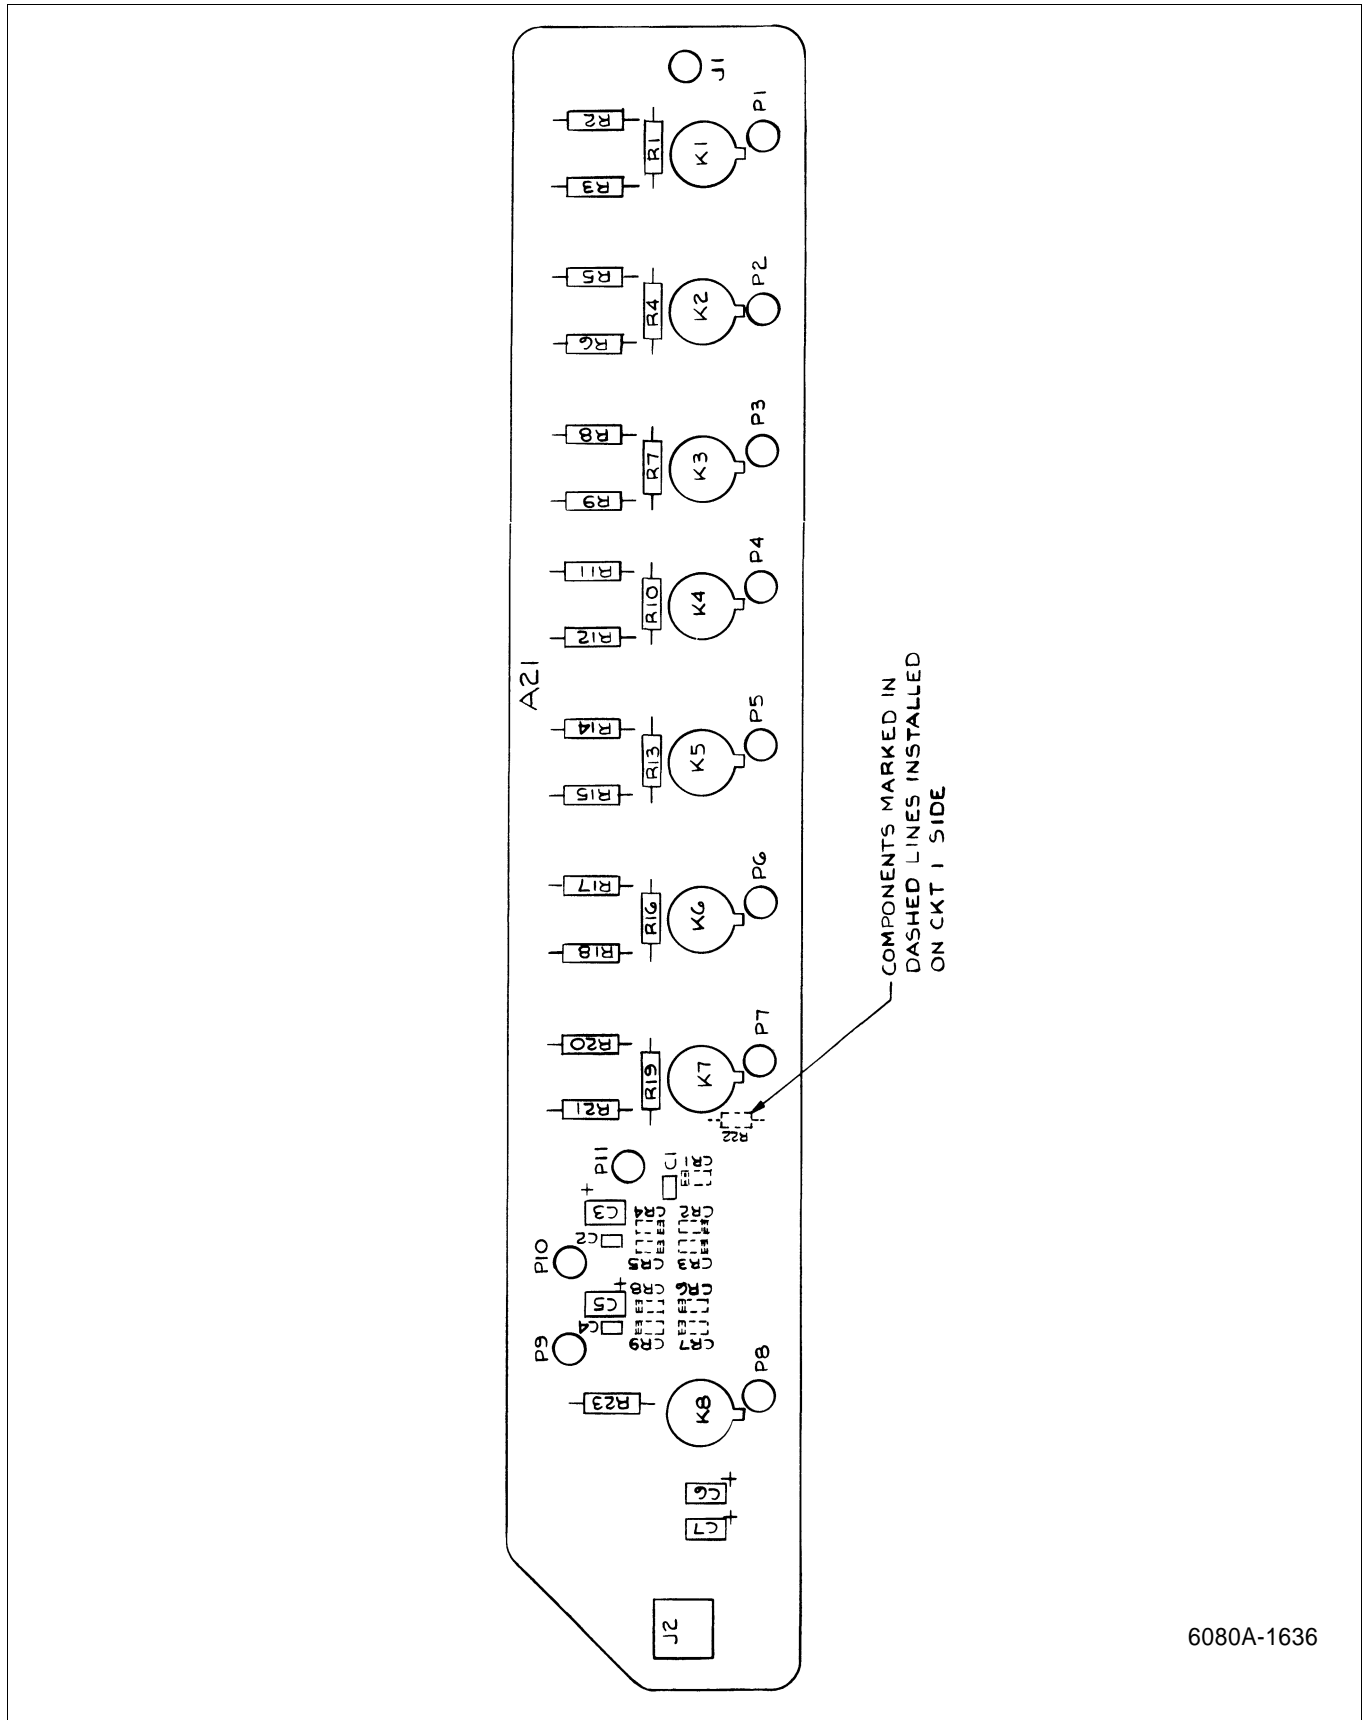 J1
P1
R2
R1
K1
R3
P2
R5
R4
K2
R6
P3
R8
R7
K3
R9
P4
R11
R10
K4
R12
A21
P5
R14
R13
K5
R15
COMPONENTS MARKED IN
DASHED LINES INSTALLED
ON CKT 1 SIDE
P6
R17
R16
K6
R18
P7
R20
R19
K7
R21
R22
P11
C1
CR1
+
C3
CR4
CR2
C2
P10
CR5
CR3
+
CR8
CR6
C5
C4
P9
CR9
CR7
P8
R23
K8
+
C6
+
C7
J2
6080A-1636